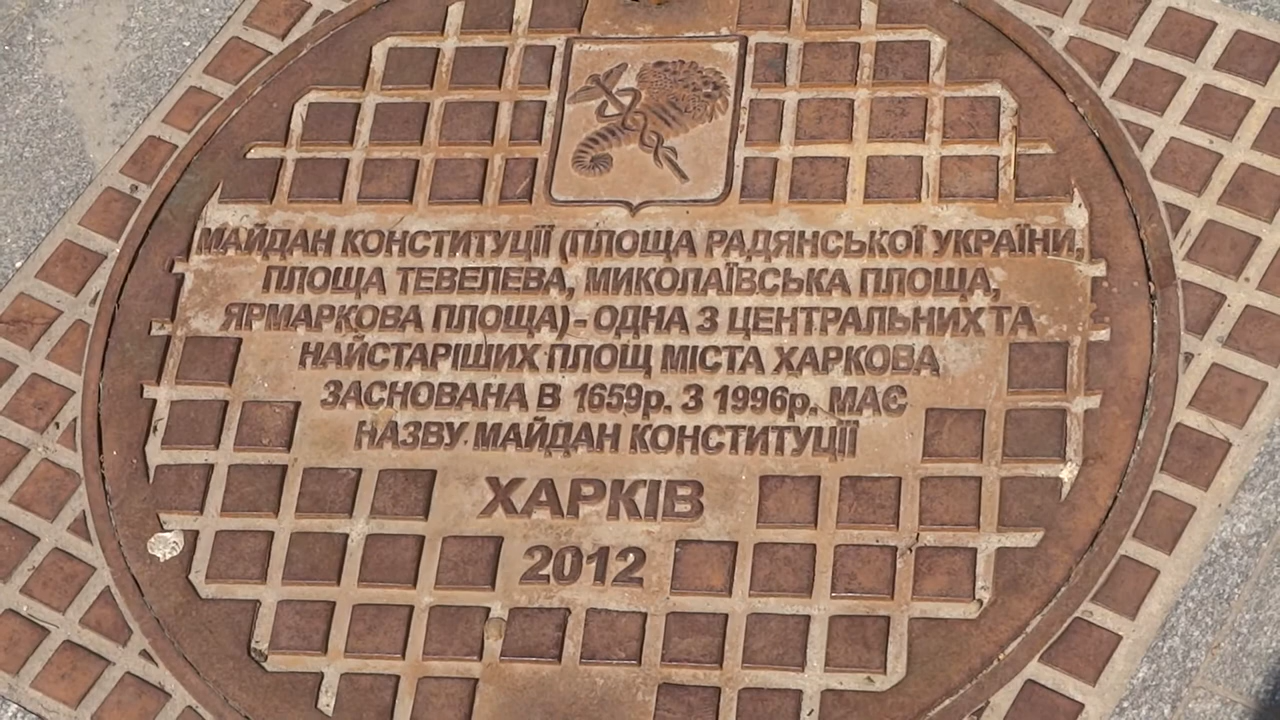 МАЙДАН КОНСТИТУЦІЇ (ПЛОЩА РАДЯНСЬКОЇ УКРАЇНИ,
ПЛОЩА ТЕВЕЛЕВА, МИКОЛАЇВСЬКА ПЛОЩА,
ЯРМАРКОВА ПЛОЩА) - ОДНА З ЦЕНТРАЛЬНИХ ТА
НАЙСТАРІШИХ ПЛОЩ МІСТА ХАРКОВА
ЗАСНОВАНА В 1659р. З 1996р. МАЄ
НАЗВУ МАЙДАН КОНСТИТУЦІЇ
ХАРКІВ
2012